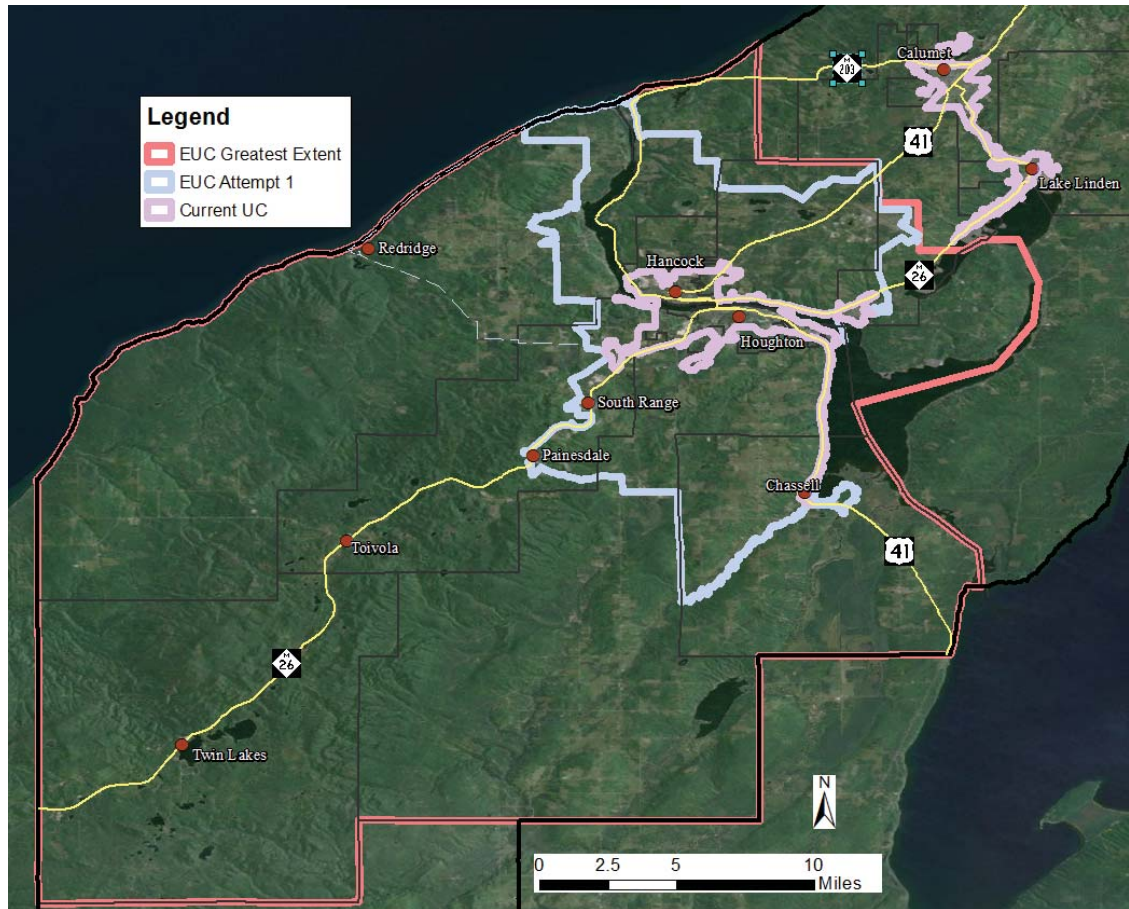 Calumet
M
203
41
Legend
EUC Greatest Extent
EUC Attempt 1
Current UC
Lake Linden
Redridge
Hancock
M
26
Houghton
South Range
Painesdale
Chassell
Toivola
41
M
26
Twin Lakes
N
0 2.5 5 10
Miles